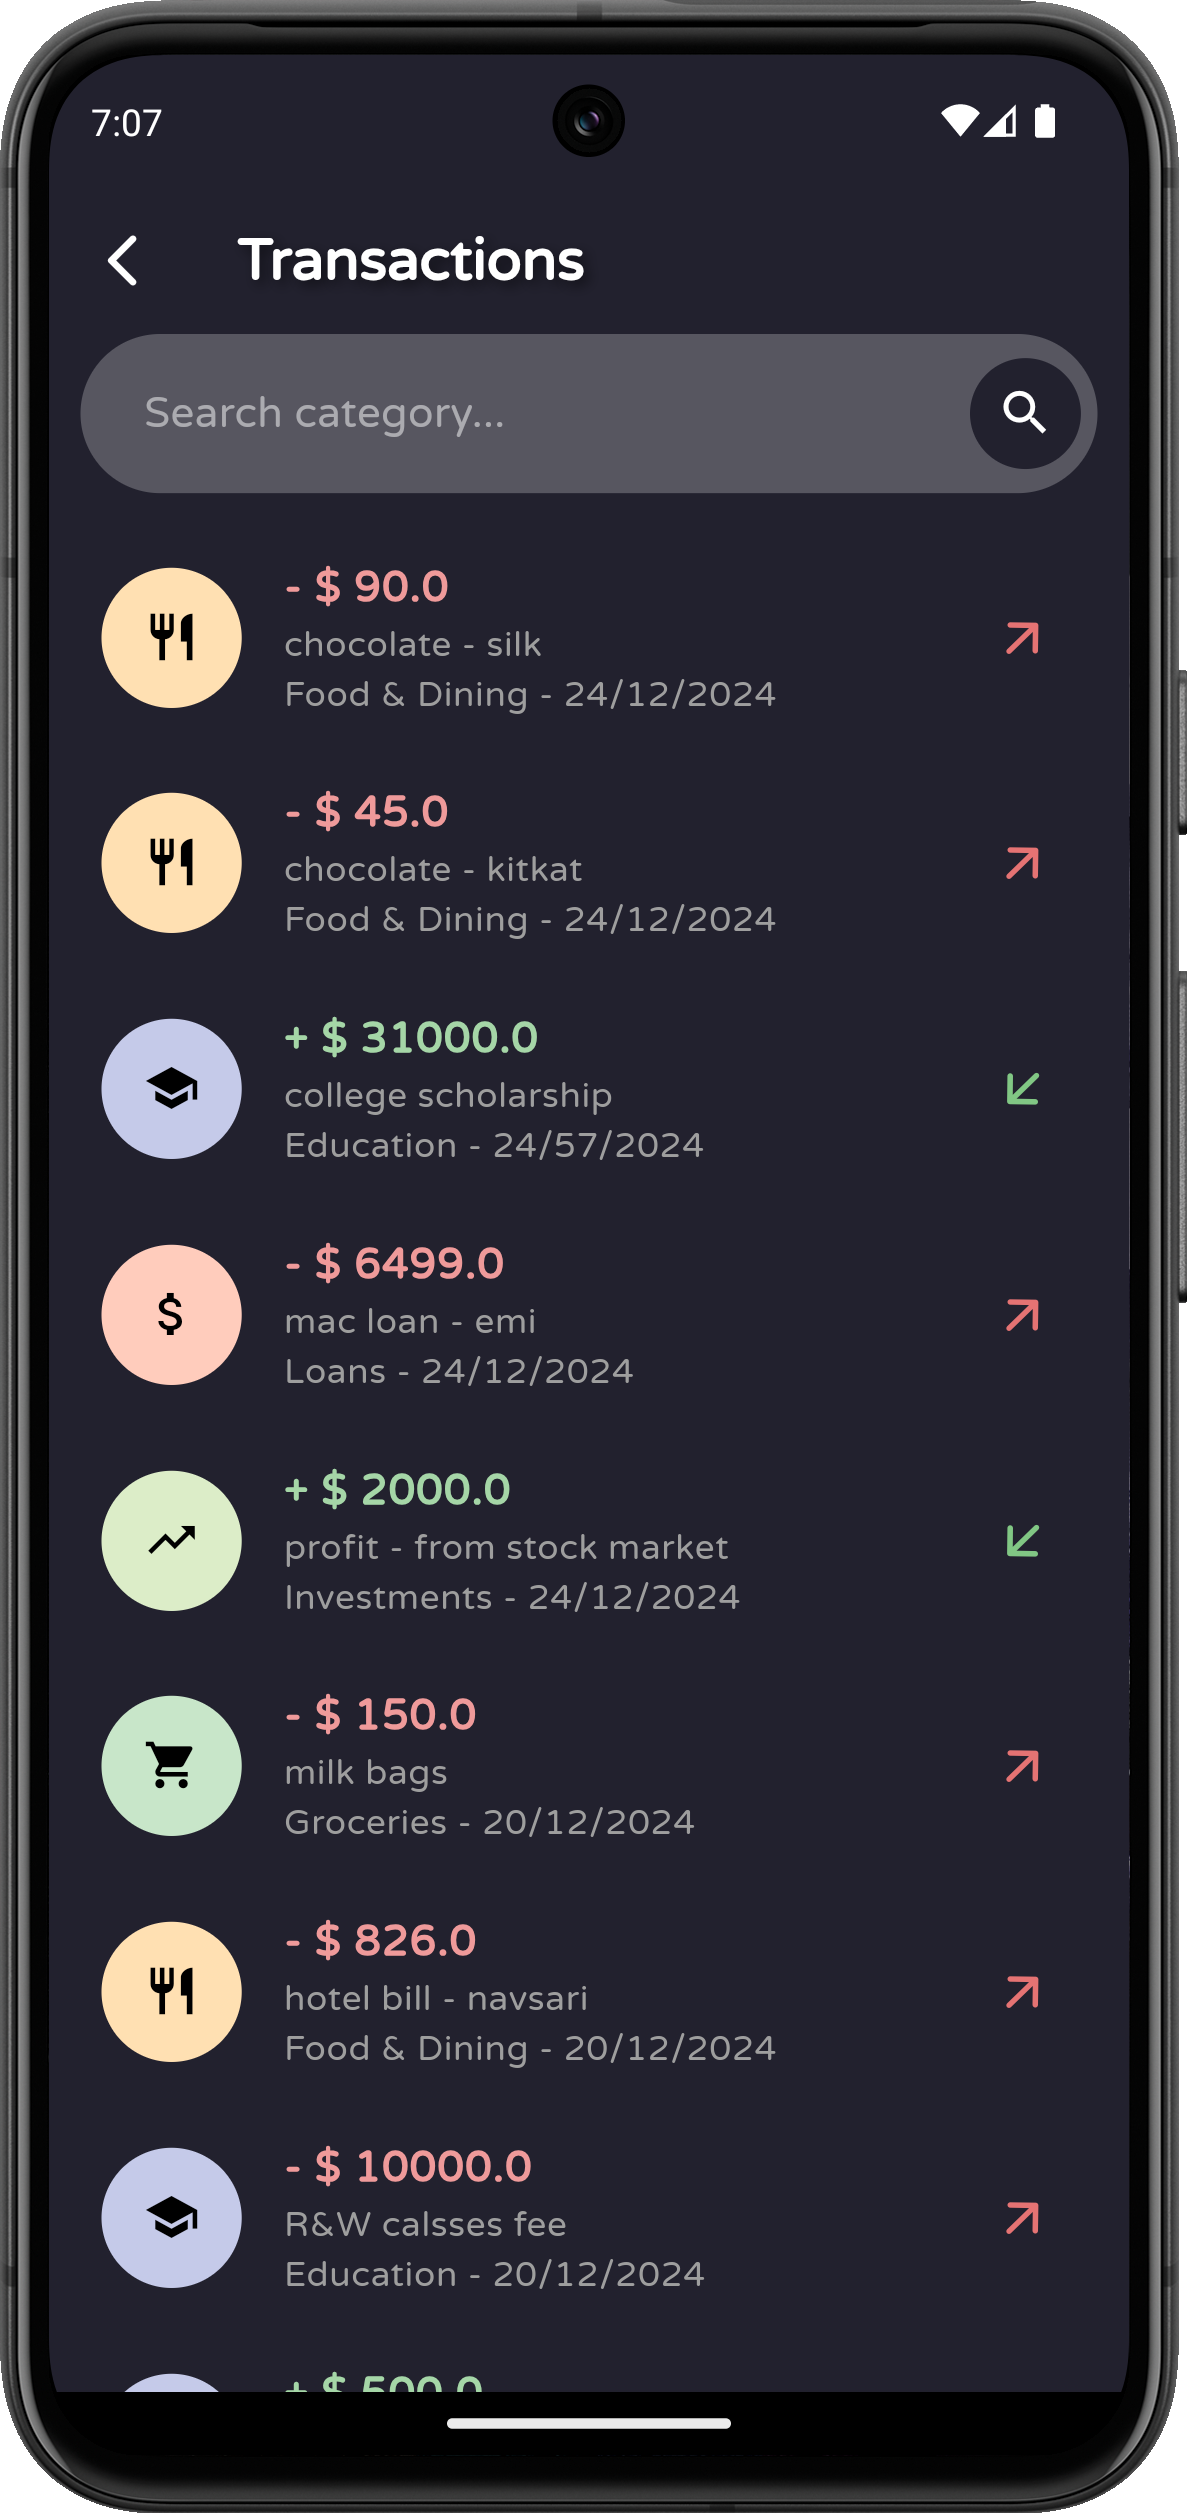 7:07
Transactions
Search category...
- $ 90.0
chocolate - silk
Food & Dining - 24/12/2024
- $ 45.0
chocolate - kitkat
Food & Dining - 24/12/2024
+ $ 31000.0
college scholarship
Education - 24/57/2024
- $ 6499.0
mac loan - emi
Loans - 24/12/2024
+ $ 2000.0
profit - from stock market
Investments - 24/12/2024
- $ 150.0
milk bags
Groceries - 20/12/2024
- $ 826.0
hotel bill - navsari
Food & Dining - 20/12/2024
- $ 10000.0
R&W calsses fee
Education - 20/12/2024
+ $ 500.0